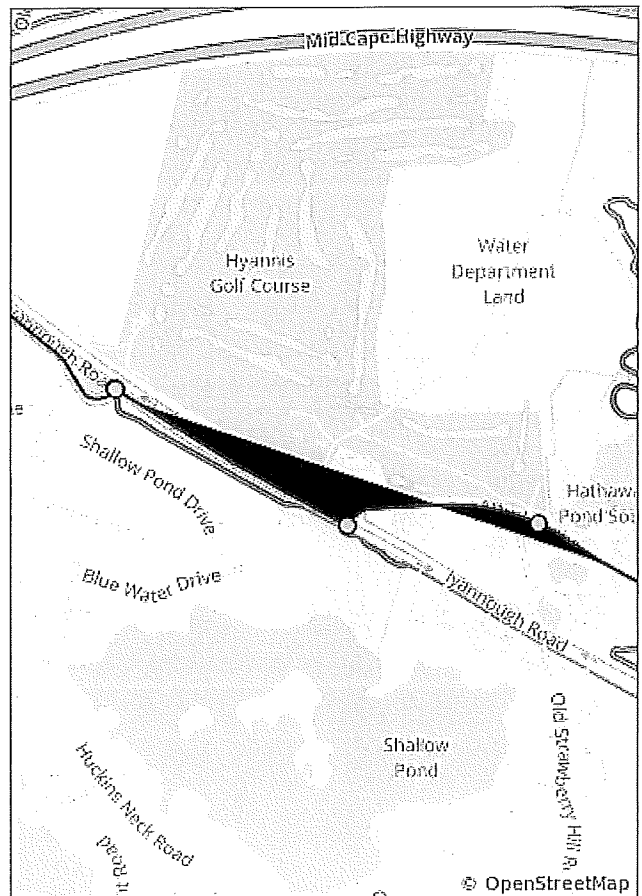 Mid Cape Highway
Hyannis
Golf Course
Water
Department
Land
Shallow Pond Drive
Blue Water Drive
Iyannough Road
Shallow
Pond
Huckins Neck Road
Old Strawberry Hill R
© OpenStreetMap